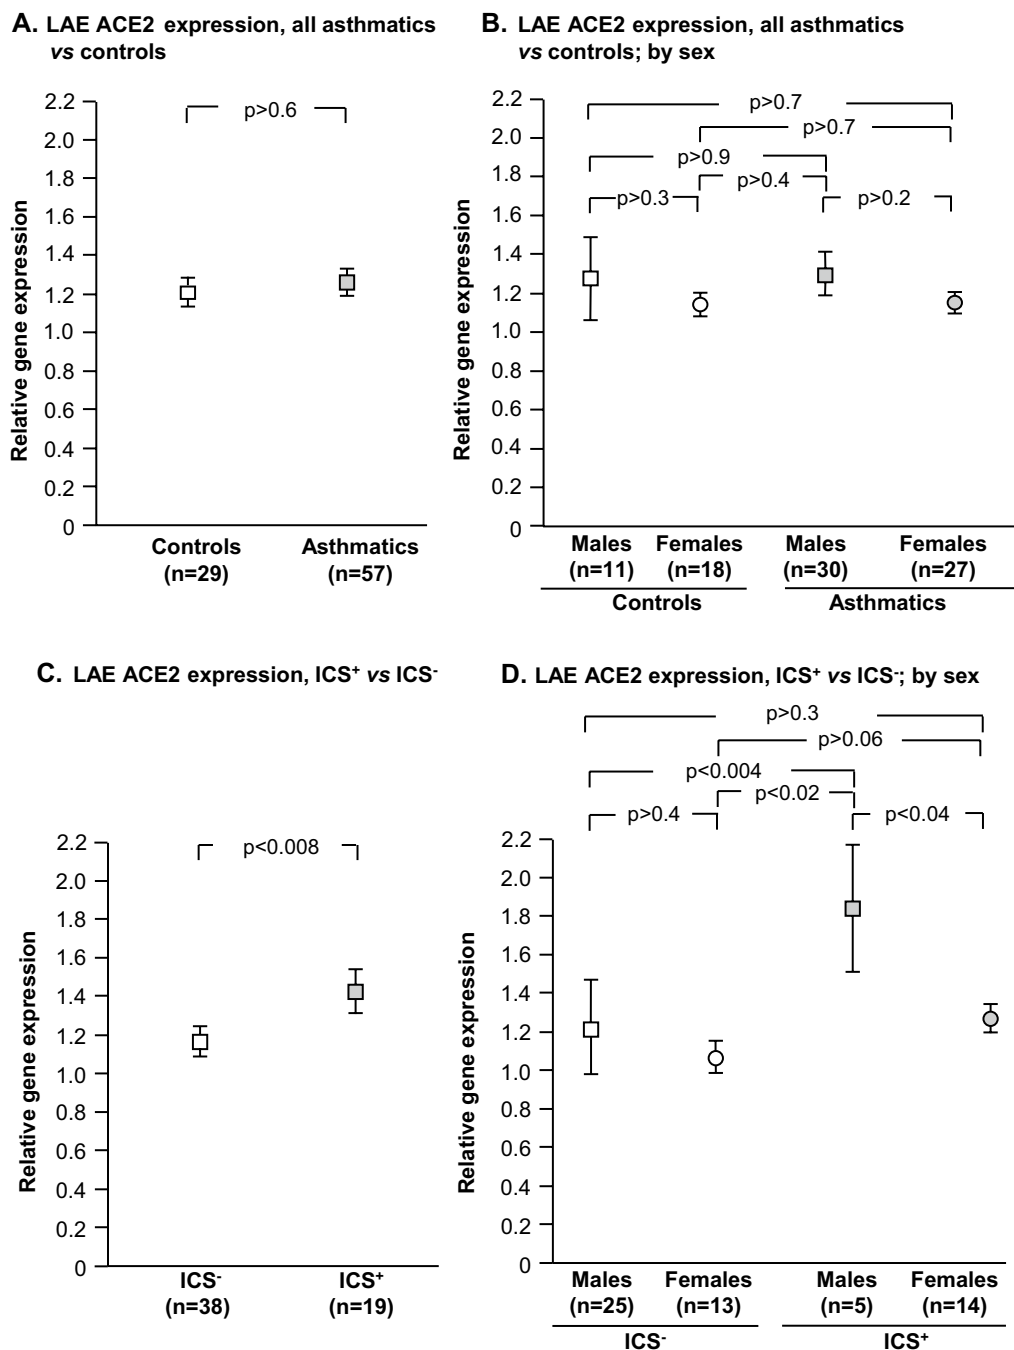 A. LAE ACE2 expression, all asthmatics
vs controls
2.2
2.0
1.8
1.6
1.4
1.2
1.0
0.8
0.6
0.4
0.2
0
Relative gene expression
p>0.6
Controls
(n=29)
Asthmatics
(n=57)
B. LAE ACE2 expression, all asthmatics
vs controls; by sex
2.2
2.0
1.8
1.6
1.4
1.2
1.0
0.8
0.6
0.4
0.2
0
Relative gene expression
p>0.7
p>0.7
p>0.9
p>0.4
p>0.3
p>0.2
Males
(n=11)
Females
(n=18)
Males
(n=30)
Females
(n=27)
Controls
Asthmatics
C. LAE ACE2 expression, ICS⁺ vs ICS⁻
2.2
2.0
1.8
1.6
1.4
1.2
1.0
0.8
0.6
0.4
0.2
0
Relative gene expression
p<0.008
ICS⁻
(n=38)
ICS⁺
(n=19)
D. LAE ACE2 expression, ICS⁺ vs ICS⁻; by sex
p>0.3
p>0.06
p<0.004
p<0.02
p>0.4
p<0.04
2.2
2.0
1.8
1.6
1.4
1.2
1.0
0.8
0.6
0.4
0.2
0
Relative gene expression
Males
(n=25)
Females
(n=13)
Males
(n=5)
Females
(n=14)
ICS⁻
ICS⁺